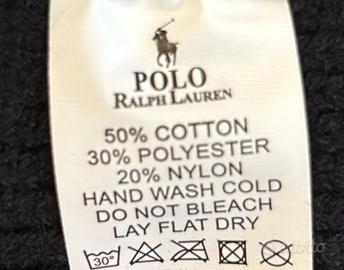 POLO
RALPH LAUREN
50% COTTON
30% POLYESTER
20% NYLON
HAND WASH COLD
DO NOT BLEACH
LAY FLAT DRY
30°